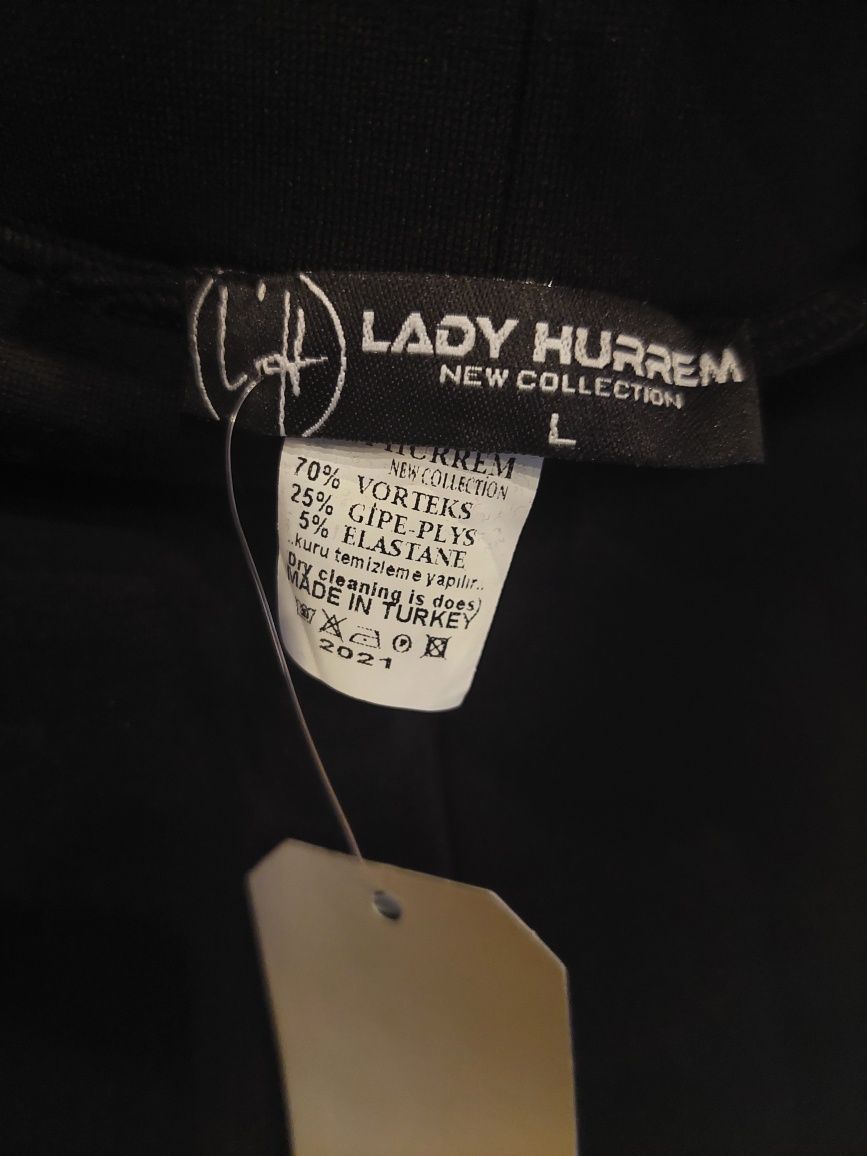 LADY HURREM
NEW COLLECTION
L
HURREM
NEW COLLECTION
70% VORTEKS
25% GİPE-PLYS
5% ELASTANE
..kuru temizleme yapılır..
Dry cleaning is does)
MADE IN TURKEY
2021